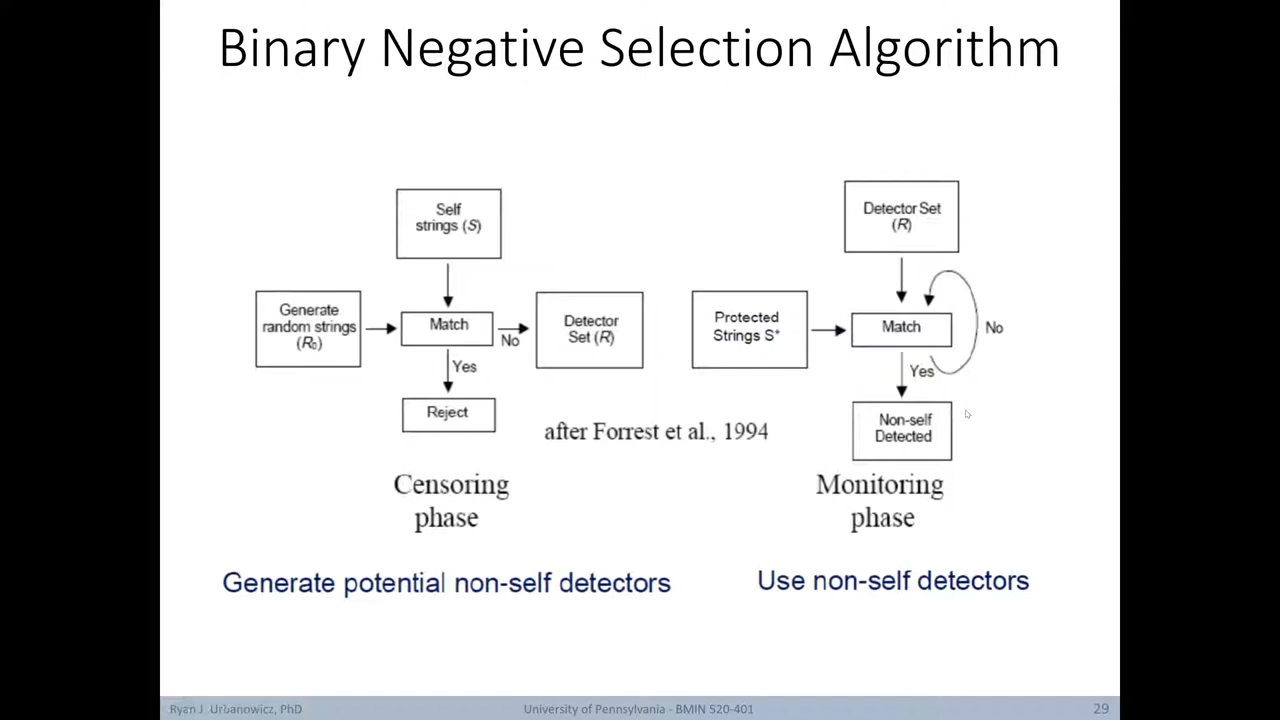 Binary Negative Selection Algorithm
Self
strings (S)
Generate
random strings
(R₀)
Match
No
Detector
Set (R)
Yes
Reject
Detector Set
(R)
Protected
Strings S*
Match
No
Yes
Non-self
Detected
after Forrest et al., 1994
Censoring
phase
Monitoring
phase
Generate potential non-self detectors
Use non-self detectors
Ryan J. Urbanowicz, PhD
University of Pennsylvania - BMIN 520-401
29